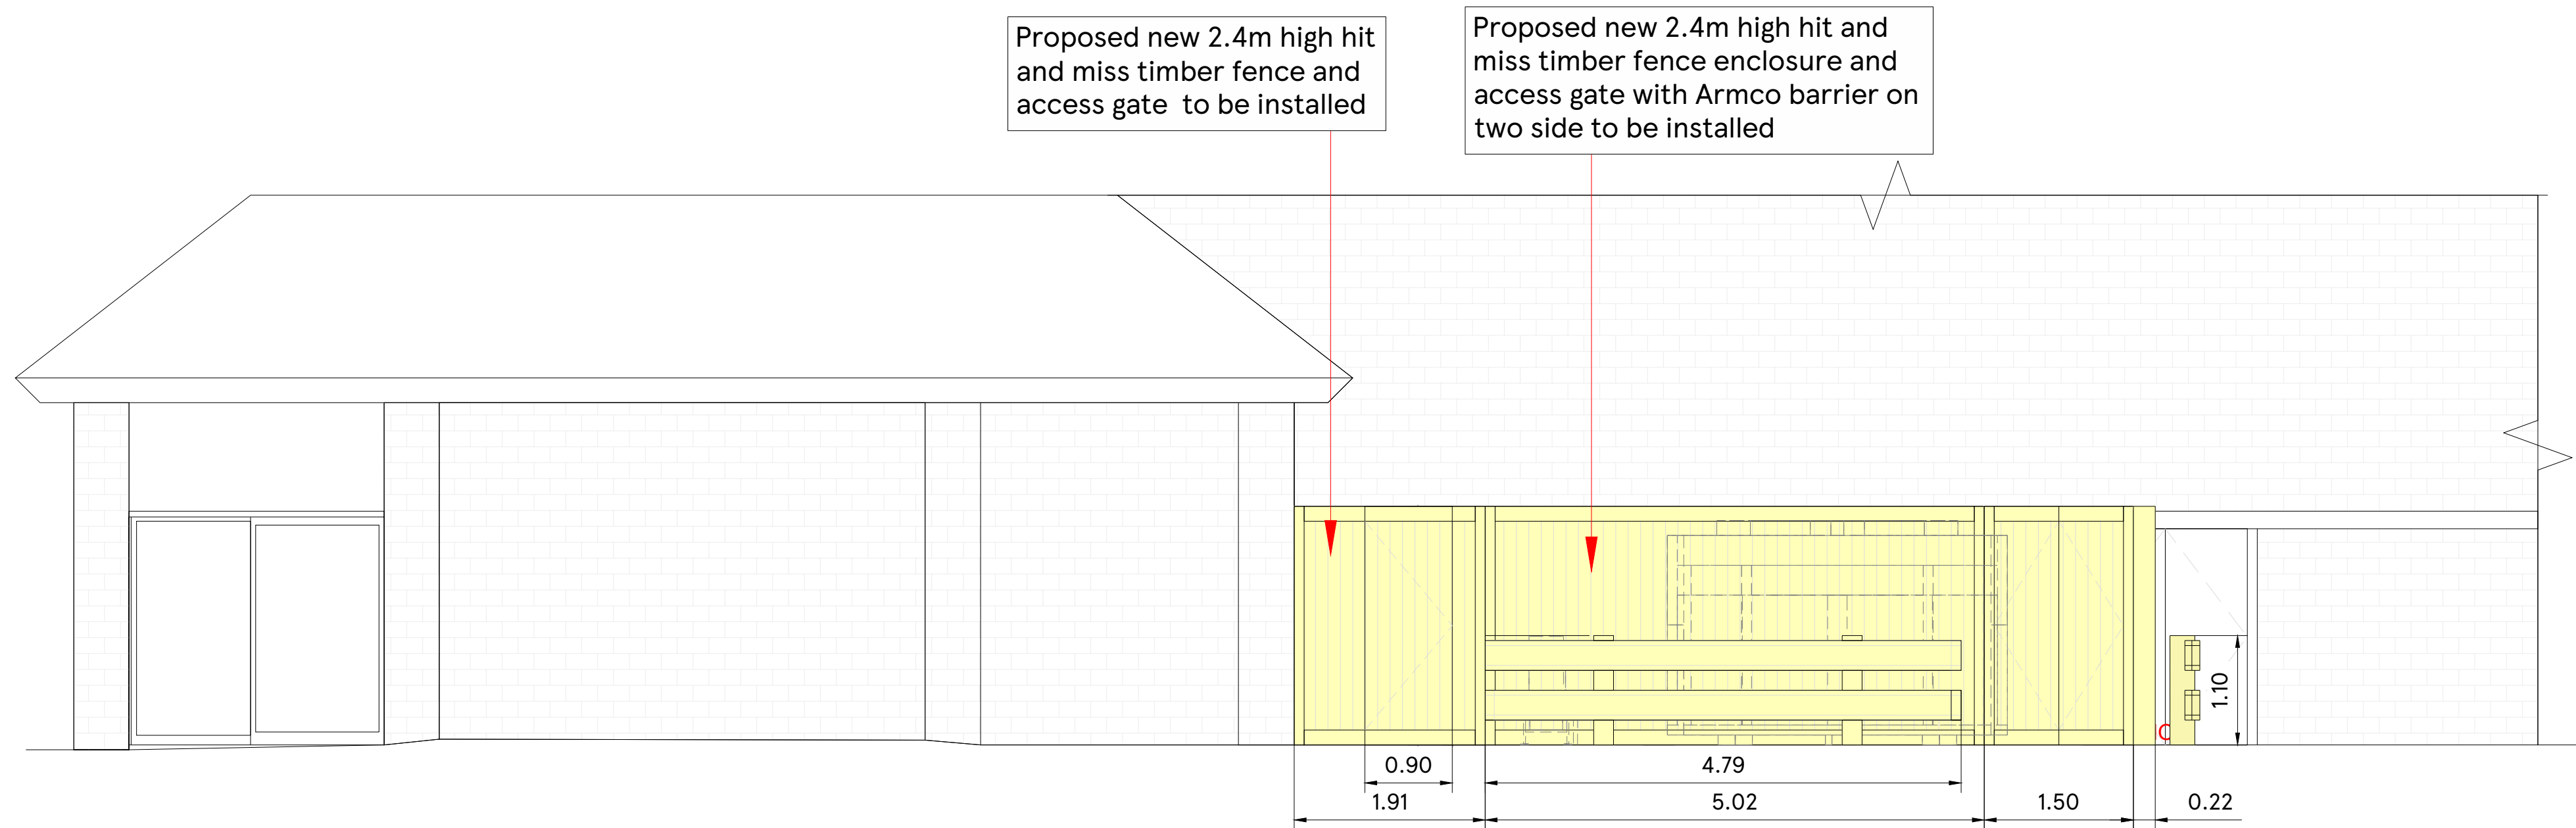 Proposed new 2.4m high hit
and miss timber fence and
access gate  to be installed
Proposed new 2.4m high hit and
miss timber fence enclosure and
access gate with Armco barrier on
two side to be installed
1.10
0.90
4.79
1.91
5.02
1.50
0.22